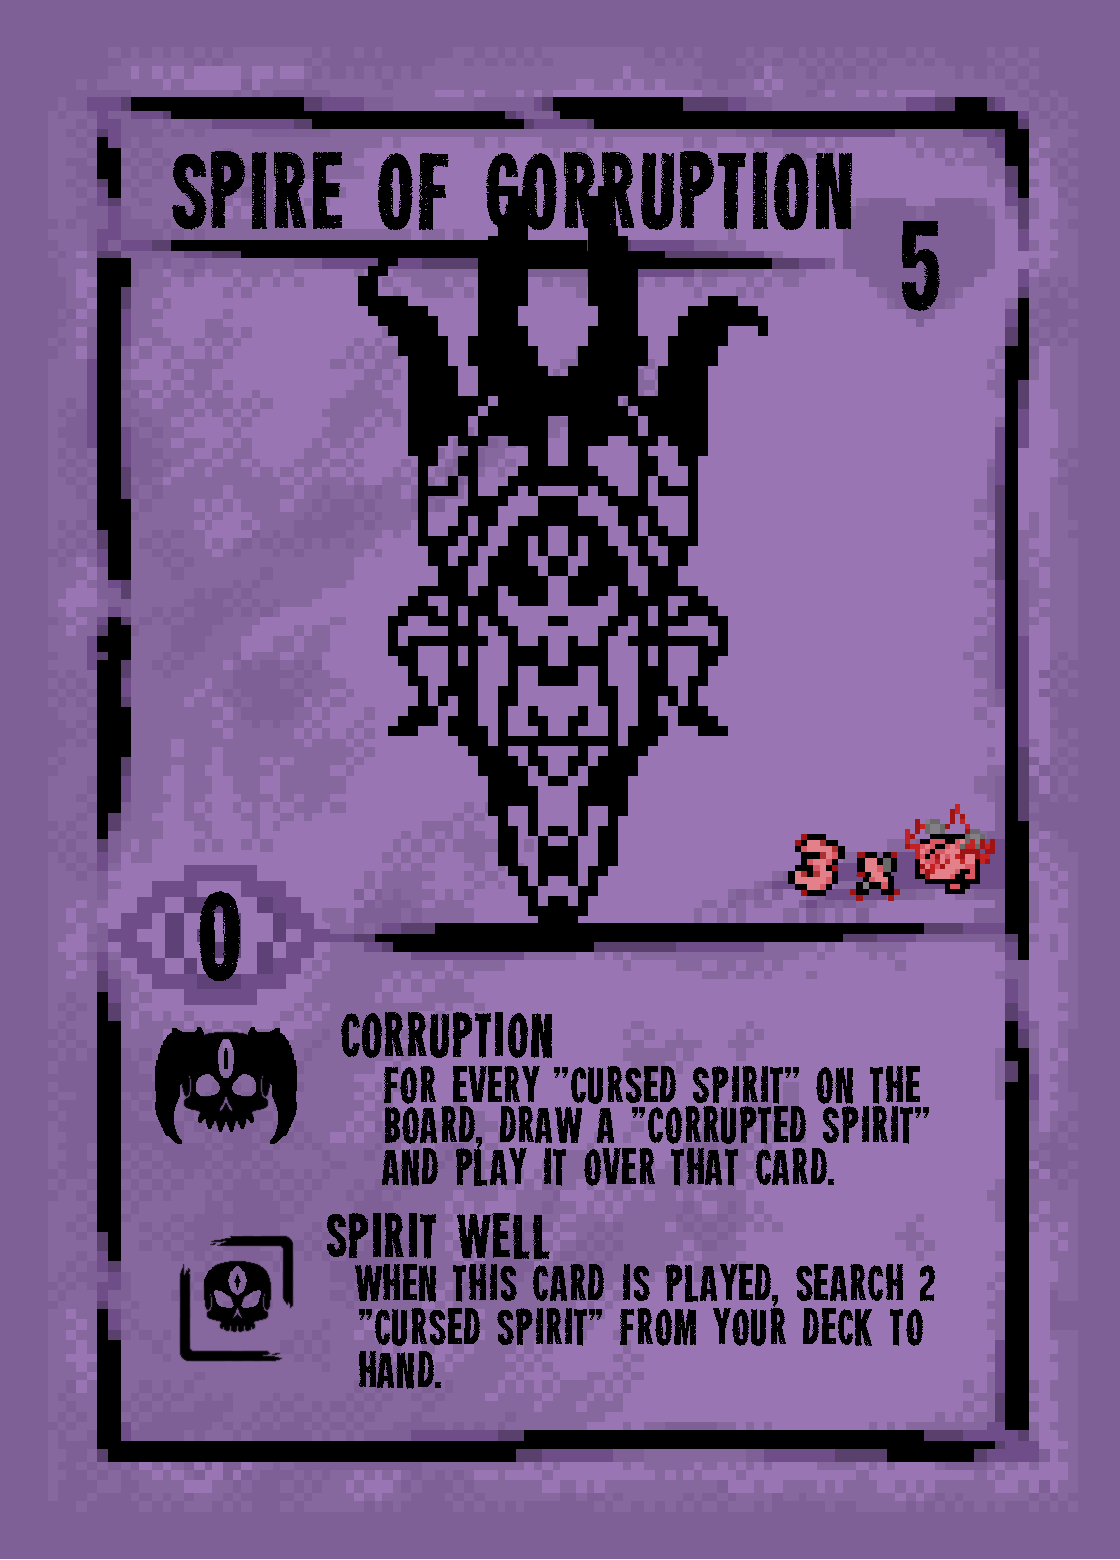 SPIRE OF CORRUPTION
5
3 x
0
CORRUPTION
FOR EVERY "CURSED SPIRIT" ON THE
BOARD, DRAW A "CORRUPTED SPIRIT"
AND PLAY IT OVER THAT CARD.
SPIRIT WELL
WHEN THIS CARD IS PLAYED, SEARCH 2
"CURSED SPIRIT" FROM YOUR DECK TO
HAND.